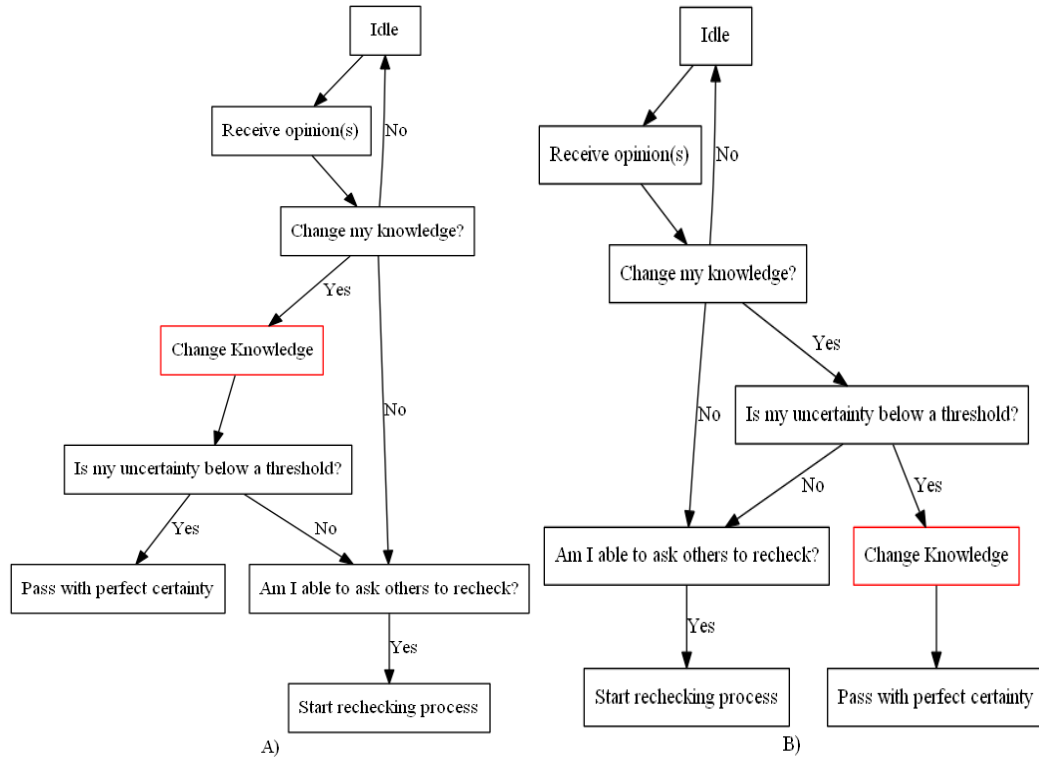 Idle
Receive opinion(s)
No
Change my knowledge?
Yes
Change Knowledge
No
Is my uncertainty below a threshold?
Yes
No
Pass with perfect certainty
Am I able to ask others to recheck?
Yes
Start rechecking process
A)
Idle
Receive opinion(s)
No
Change my knowledge?
Yes
No
Is my uncertainty below a threshold?
No
Yes
Am I able to ask others to recheck?
Change Knowledge
Yes
Start rechecking process
Pass with perfect certainty
B)